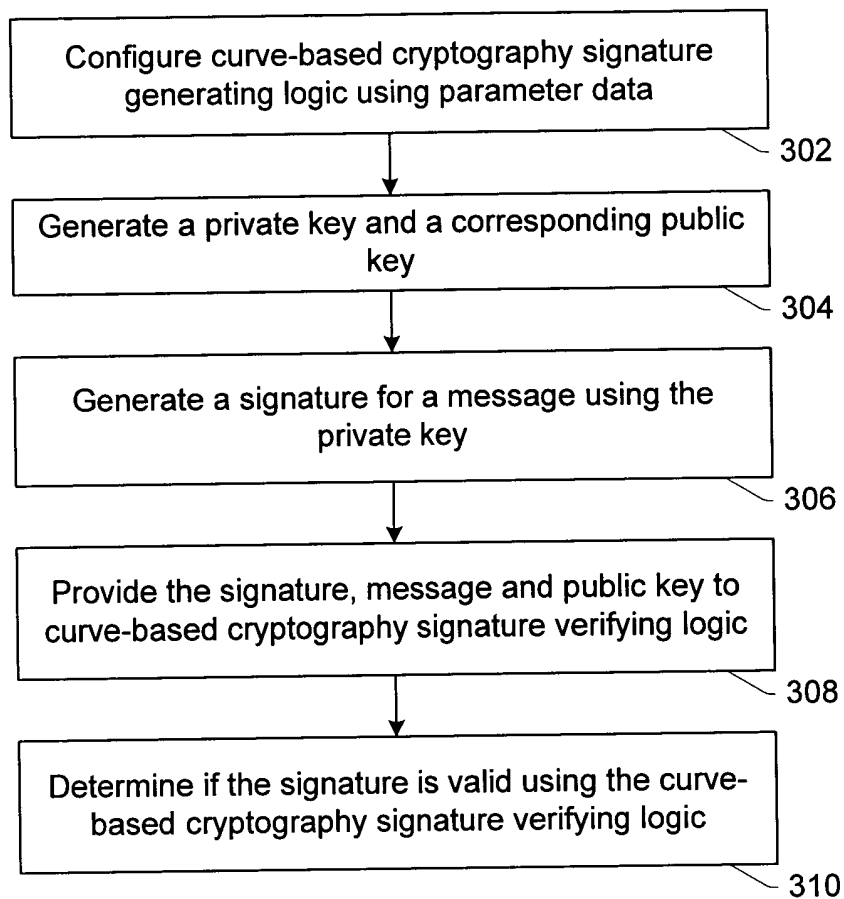 Configure curve-based cryptography signature
generating logic using parameter data
302
Generate a private key and a corresponding public
key
304
Generate a signature for a message using the
private key
306
Provide the signature, message and public key to
curve-based cryptography signature verifying logic
308
Determine if the signature is valid using the curve-
based cryptography signature verifying logic
310